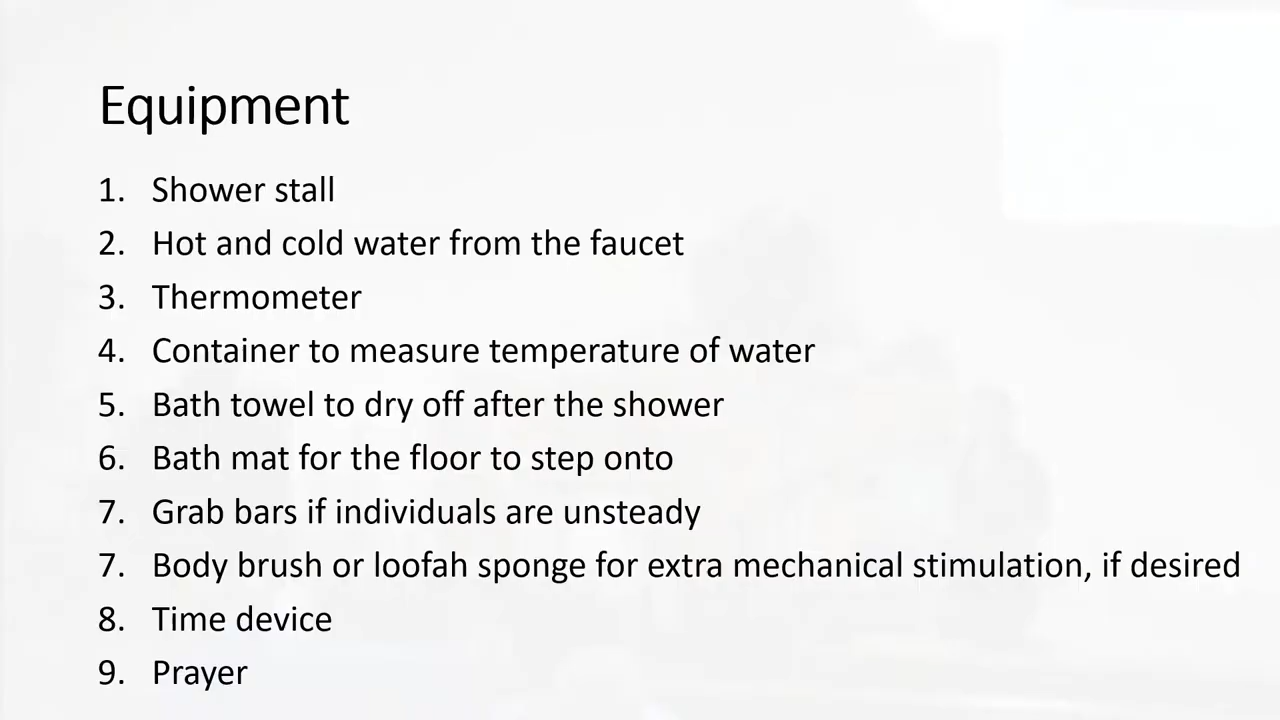 Equipment
1. Shower stall
2. Hot and cold water from the faucet
3. Thermometer
4. Container to measure temperature of water
5. Bath towel to dry off after the shower
6. Bath mat for the floor to step onto
7. Grab bars if individuals are unsteady
7. Body brush or loofah sponge for extra mechanical stimulation, if desired
8. Time device
9. Prayer